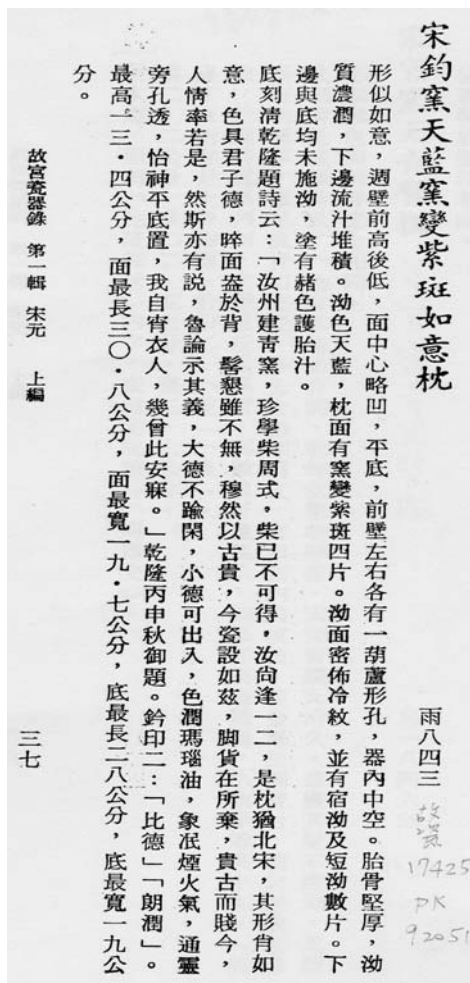 宋鈞窯天藍窯變紫斑如意枕
雨八四三
故瓷
17425
PK
92051
形似如意，週壁前高後低，面中心略凹，平底，前壁左右各有一葫蘆形孔，器內中空。胎骨堅厚，泑
質濃潤，下邊流汁堆積。泑色天藍，枕面有窯變紫斑四片。泑面密佈冷紋，並有宿泑及短泑數片。下
邊與底均未施泑，塗有赭色護胎汁。
底刻清乾隆題詩云：「汝州建靑窯，珍學柴周式，柴已不可得，汝尙逢一二，是枕猶北宋，其形肖如
意，色具君子德，睟面盎於背，髻懇雖不無，穆然以古貴，今瓷設如茲，脚貨在所棄，貴古而賤今，
人情率若是，然斯亦有説，魯論示其義，大德不踰閑，小德可出入，色潤瑪瑙油，象泯煙火氣，通靈
旁孔透，怡神平底置，我自宵衣人，幾曾此安寐。」乾隆丙申秋御題。鈐印二：「比德」「朗潤」。
最高一三・四公分，面最長三〇・八公分，面最寬一九・七公分，底最長二八公分，底最寬一九公
分。
故宮瓷器錄　第一輯　宋元　　上編
三七